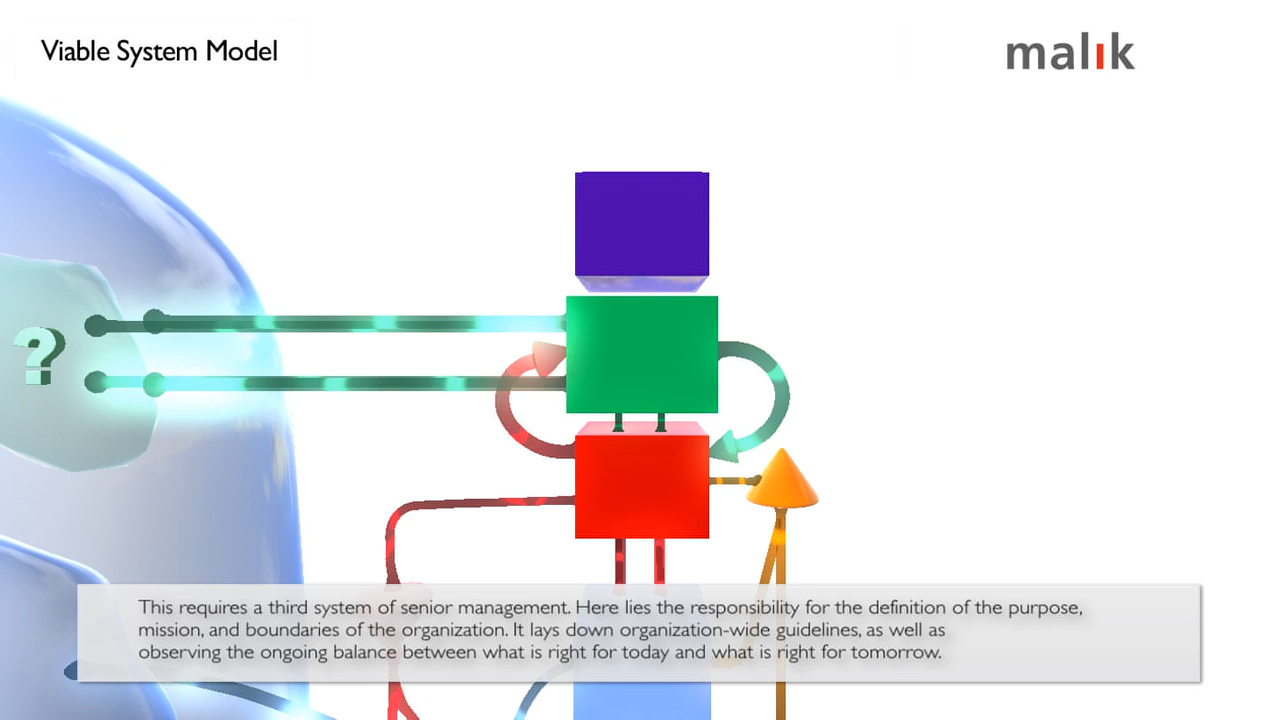 Viable System Model
malik
?
This requires a third system of senior management. Here lies the responsibility for the definition of the purpose,
mission, and boundaries of the organization. It lays down organization-wide guidelines, as well as
observing the ongoing balance between what is right for today and what is right for tomorrow.